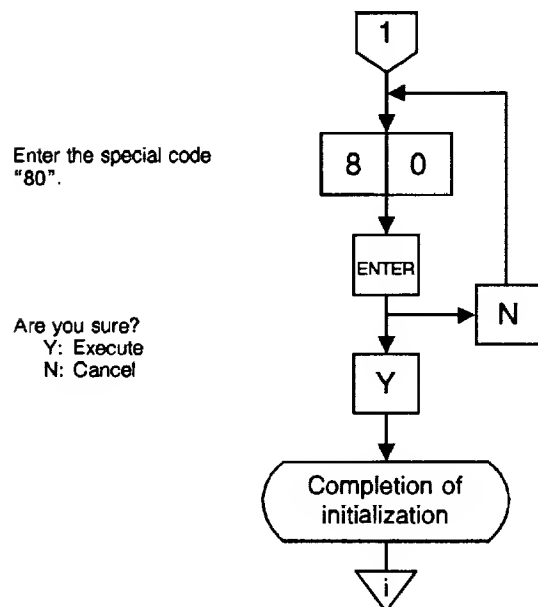 1
Enter the special code
"80".
8 0
ENTER
N
Are you sure?
Y: Execute
N: Cancel
Y
Completion of
initialization
i